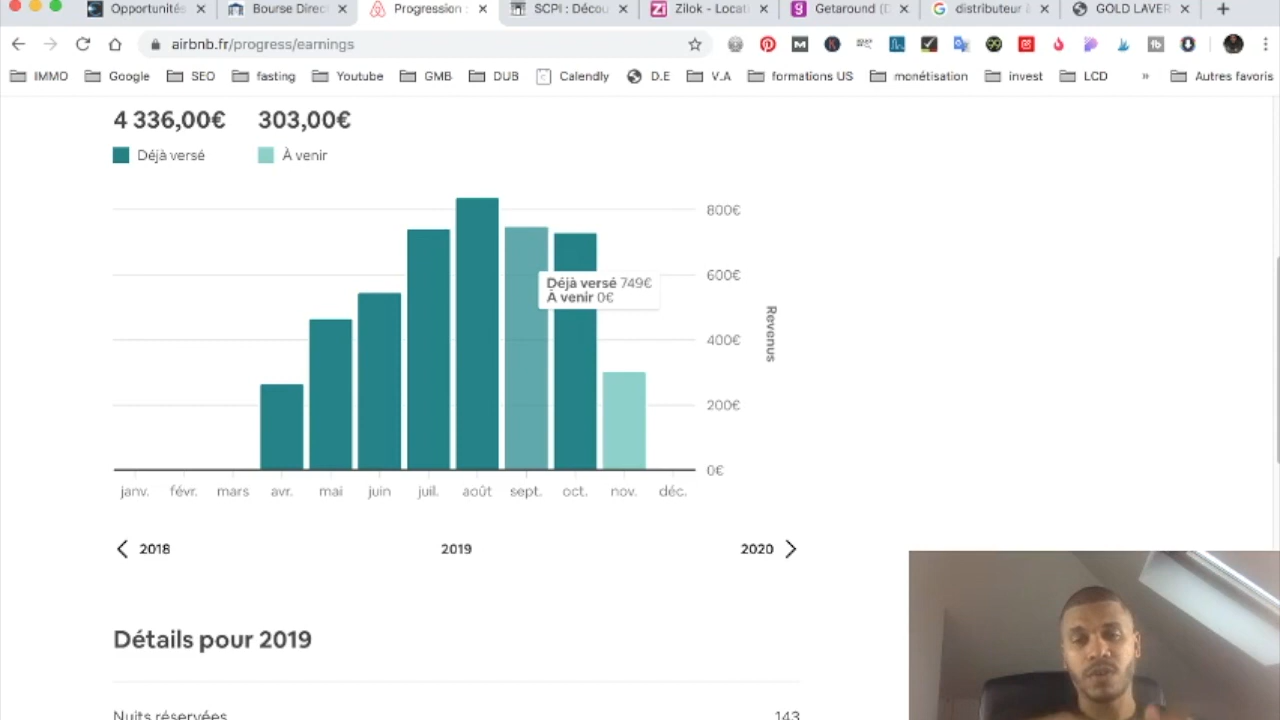 Opportunités Bourse Direc Progression : SCPI : Décou Zilok - Locati Getaround (D distributeur GOLD LAVER
airbnb.fr/progress/earnings
IMMO Google SEO fasting Youtube GMB DUB Calendly D.E V.A formations US monétisation invest LCD » Autres favoris
4 336,00€ 303,00€
Déjà versé À venir
800€
600€
Déjà versé 749€
À venir 0€
Revenus
400€
200€
0€
janv. févr. mars avr. mai juin juil. août sept. oct. nov. déc.
2018 2019 2020
Détails pour 2019
Nuits réservées 143